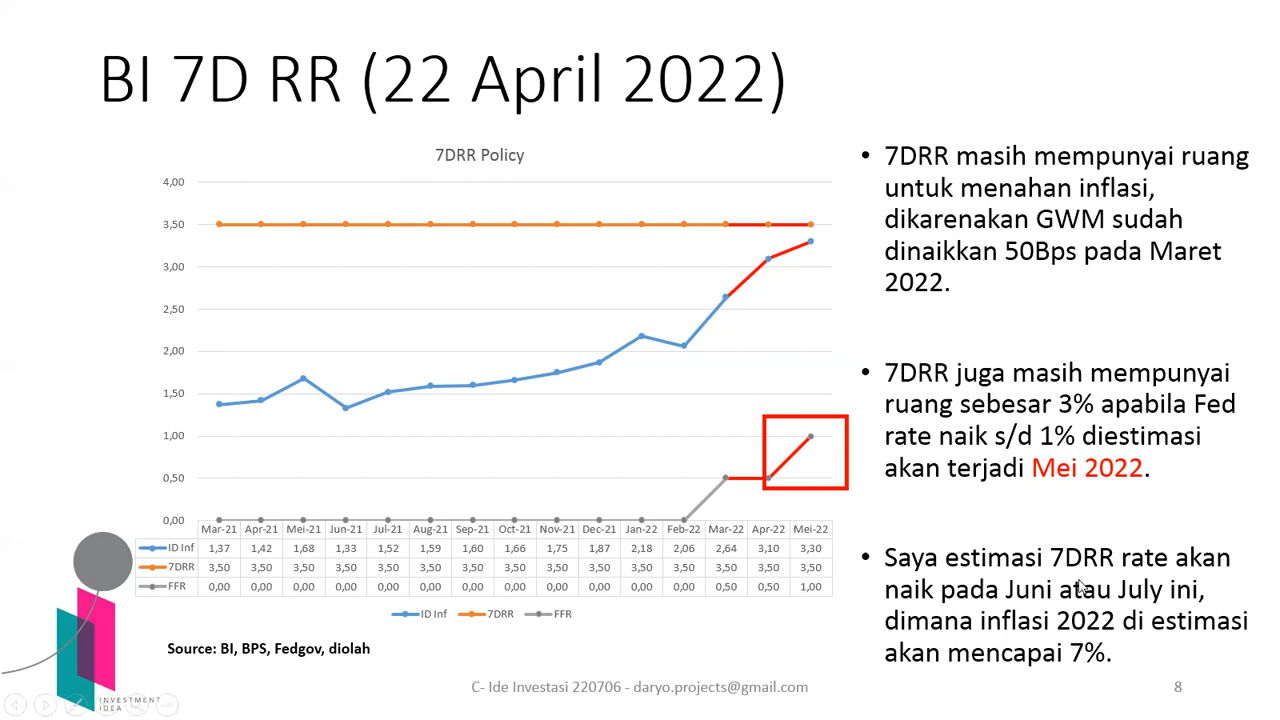 BI 7D RR (22 April 2022)
7DRR Policy
4,00
3,50
3,00
2,50
2,00
1,50
1,00
0,50
0,00
Mar-21 Apr-21 Mei-21 Jun-21 Jul-21 Aug-21 Sep-21 Oct-21 Nov-21 Dec-21 Jan-22 Feb-22 Mar-22 Apr-22 Mei-22
ID Inf 1,37 1,42 1,68 1,33 1,52 1,59 1,60 1,66 1,75 1,87 2,18 2,06 2,64 3,10 3,30
7DRR 3,50 3,50 3,50 3,50 3,50 3,50 3,50 3,50 3,50 3,50 3,50 3,50 3,50 3,50 3,50
FFR 0,00 0,00 0,00 0,00 0,00 0,00 0,00 0,00 0,00 0,00 0,00 0,00 0,50 0,50 1,00
ID Inf 7DRR FFR
Source: BI, BPS, Fedgov, diolah
• 7DRR masih mempunyai ruang
untuk menahan inflasi,
dikarenakan GWM sudah
dinaikkan 50Bps pada Maret
2022.
• 7DRR juga masih mempunyai
ruang sebesar 3% apabila Fed
rate naik s/d 1% diestimasi
akan terjadi Mei 2022.
• Saya estimasi 7DRR rate akan
naik pada Juni atau July ini,
dimana inflasi 2022 di estimasi
akan mencapai 7%.
INVESTMENT
IDEA
C- Ide Investasi 220706 - daryo.projects@gmail.com
8